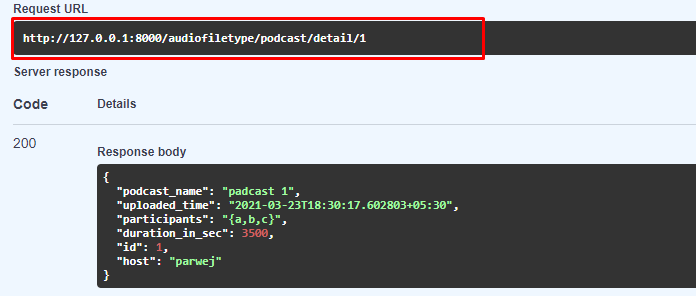 Request URL
http://127.0.0.1:8000/audiofiletype/podcast/detail/1
Server response
Code Details
200
Response body
{
"podcast_name": "padcast 1",
"uploaded_time": "2021-03-23T18:30:17.602803+05:30",
"participants": "{a,b,c}",
"duration_in_sec": 3500,
"id": 1,
"host": "parwej"
}